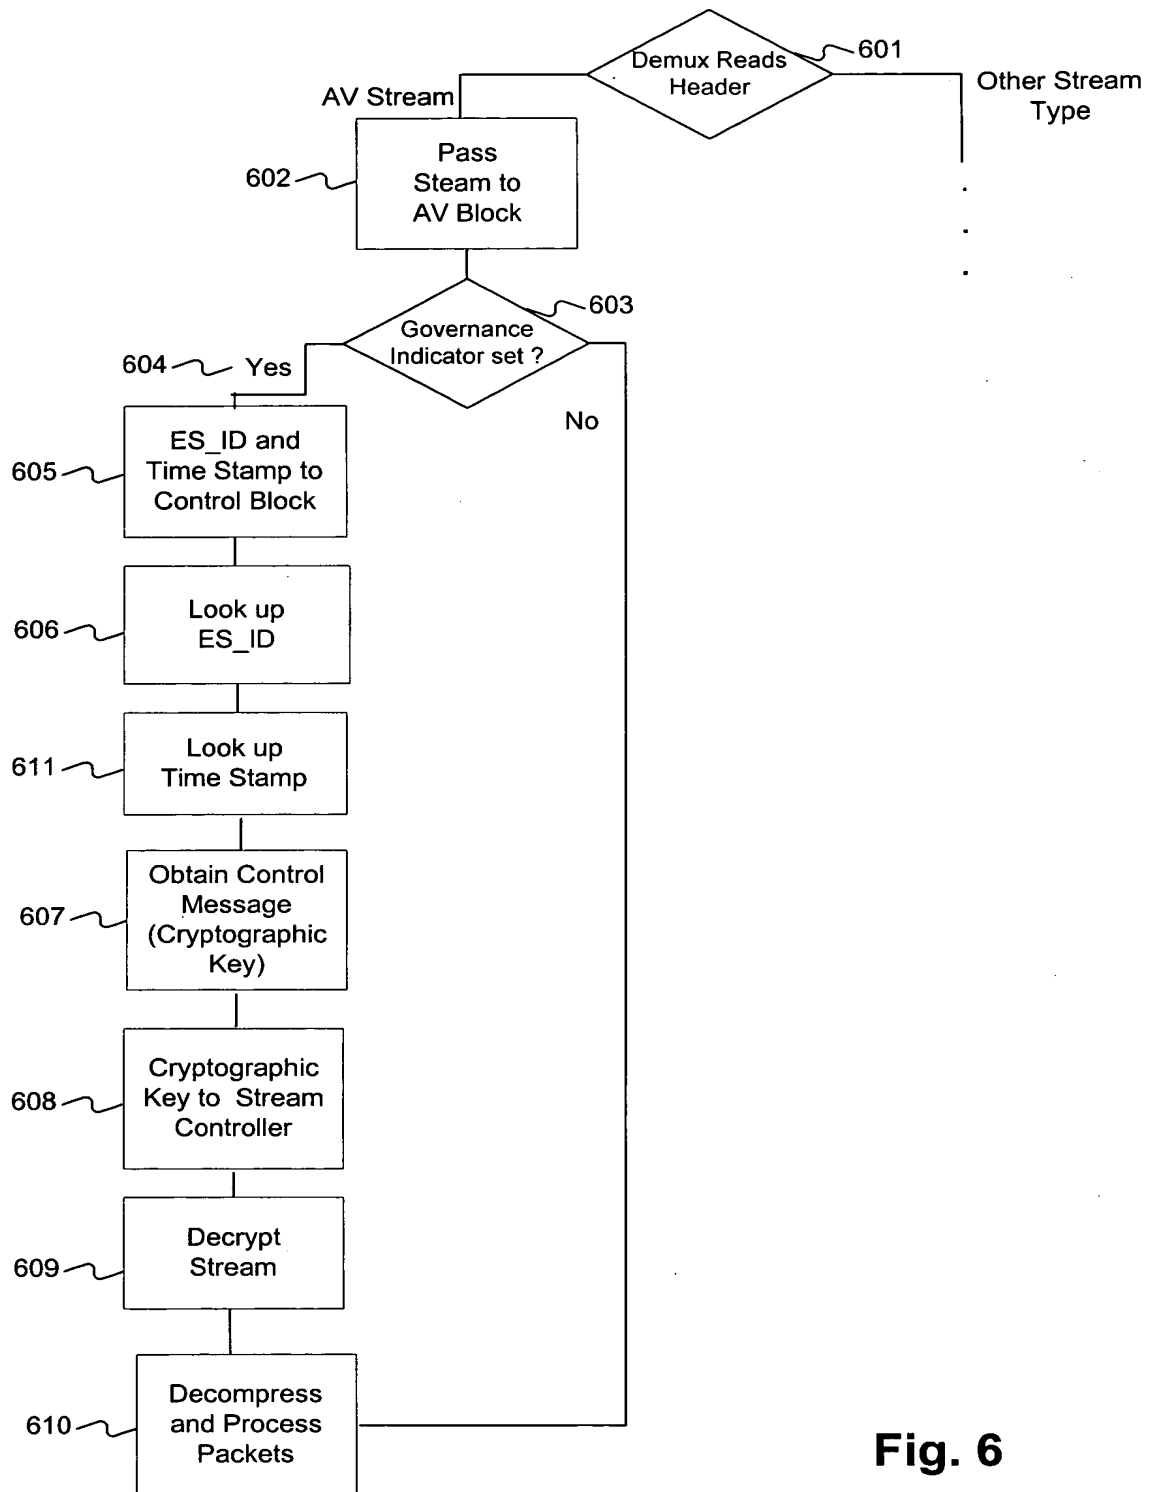 601
Demux Reads
Header
Other Stream
Type
AV Stream
602
Pass
Steam to
AV Block
603
Governance
Indicator set ?
604
Yes
No
605
ES_ID and
Time Stamp to
Control Block
606
Look up
ES_ID
611
Look up
Time Stamp
607
Obtain Control
Message
(Cryptographic
Key)
608
Cryptographic
Key to Stream
Controller
609
Decrypt
Stream
610
Decompress
and Process
Packets
Fig. 6